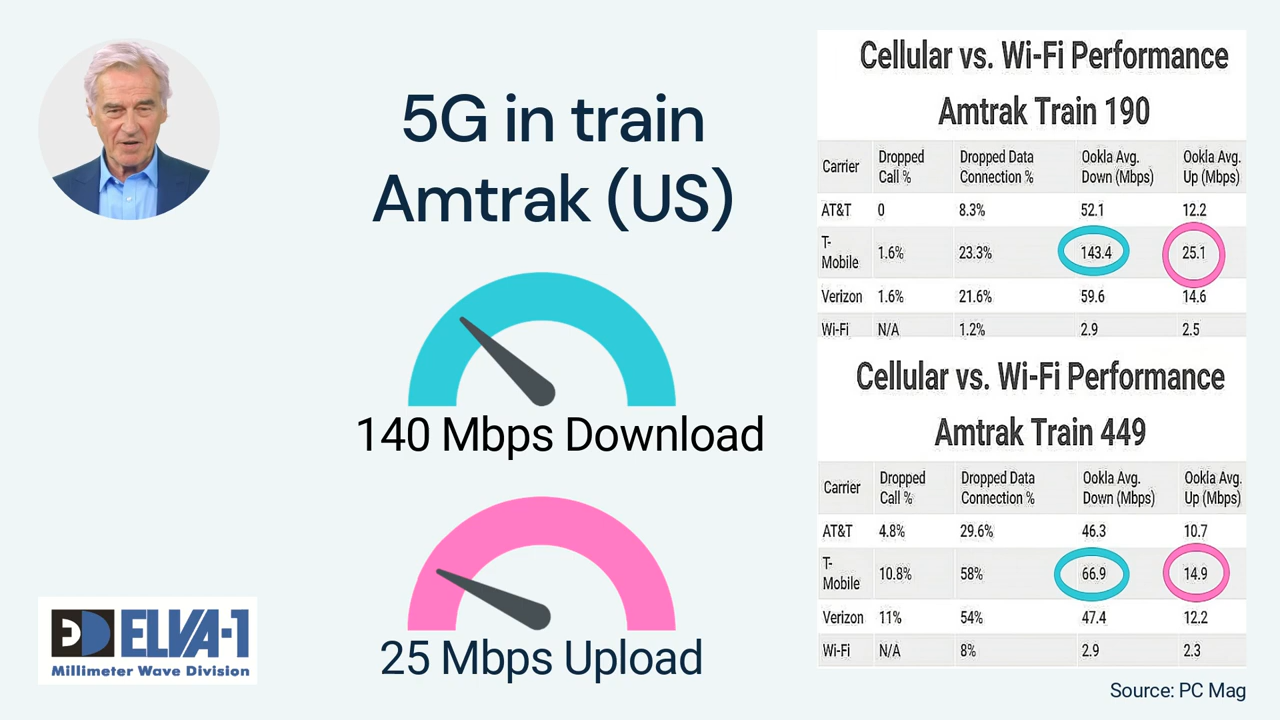 5G in train
Amtrak (US)
140 Mbps Download
25 Mbps Upload
ELVA-1
Millimeter Wave Division
Cellular vs. Wi-Fi Performance
Amtrak Train 190
Carrier Dropped Call % Dropped Data Connection % Ookla Avg. Down (Mbps) Ookla Avg. Up (Mbps)
AT&T 0 8.3% 52.1 12.2
T-Mobile 1.6% 23.3% 143.4 25.1
Verizon 1.6% 21.6% 59.6 14.6
Wi-Fi N/A 1.2% 2.9 2.5
Cellular vs. Wi-Fi Performance
Amtrak Train 449
Carrier Dropped Call % Dropped Data Connection % Ookla Avg. Down (Mbps) Ookla Avg. Up (Mbps)
AT&T 4.8% 29.6% 46.3 10.7
T-Mobile 10.8% 58% 66.9 14.9
Verizon 11% 54% 47.4 12.2
Wi-Fi N/A 8% 2.9 2.3
Source: PC Mag